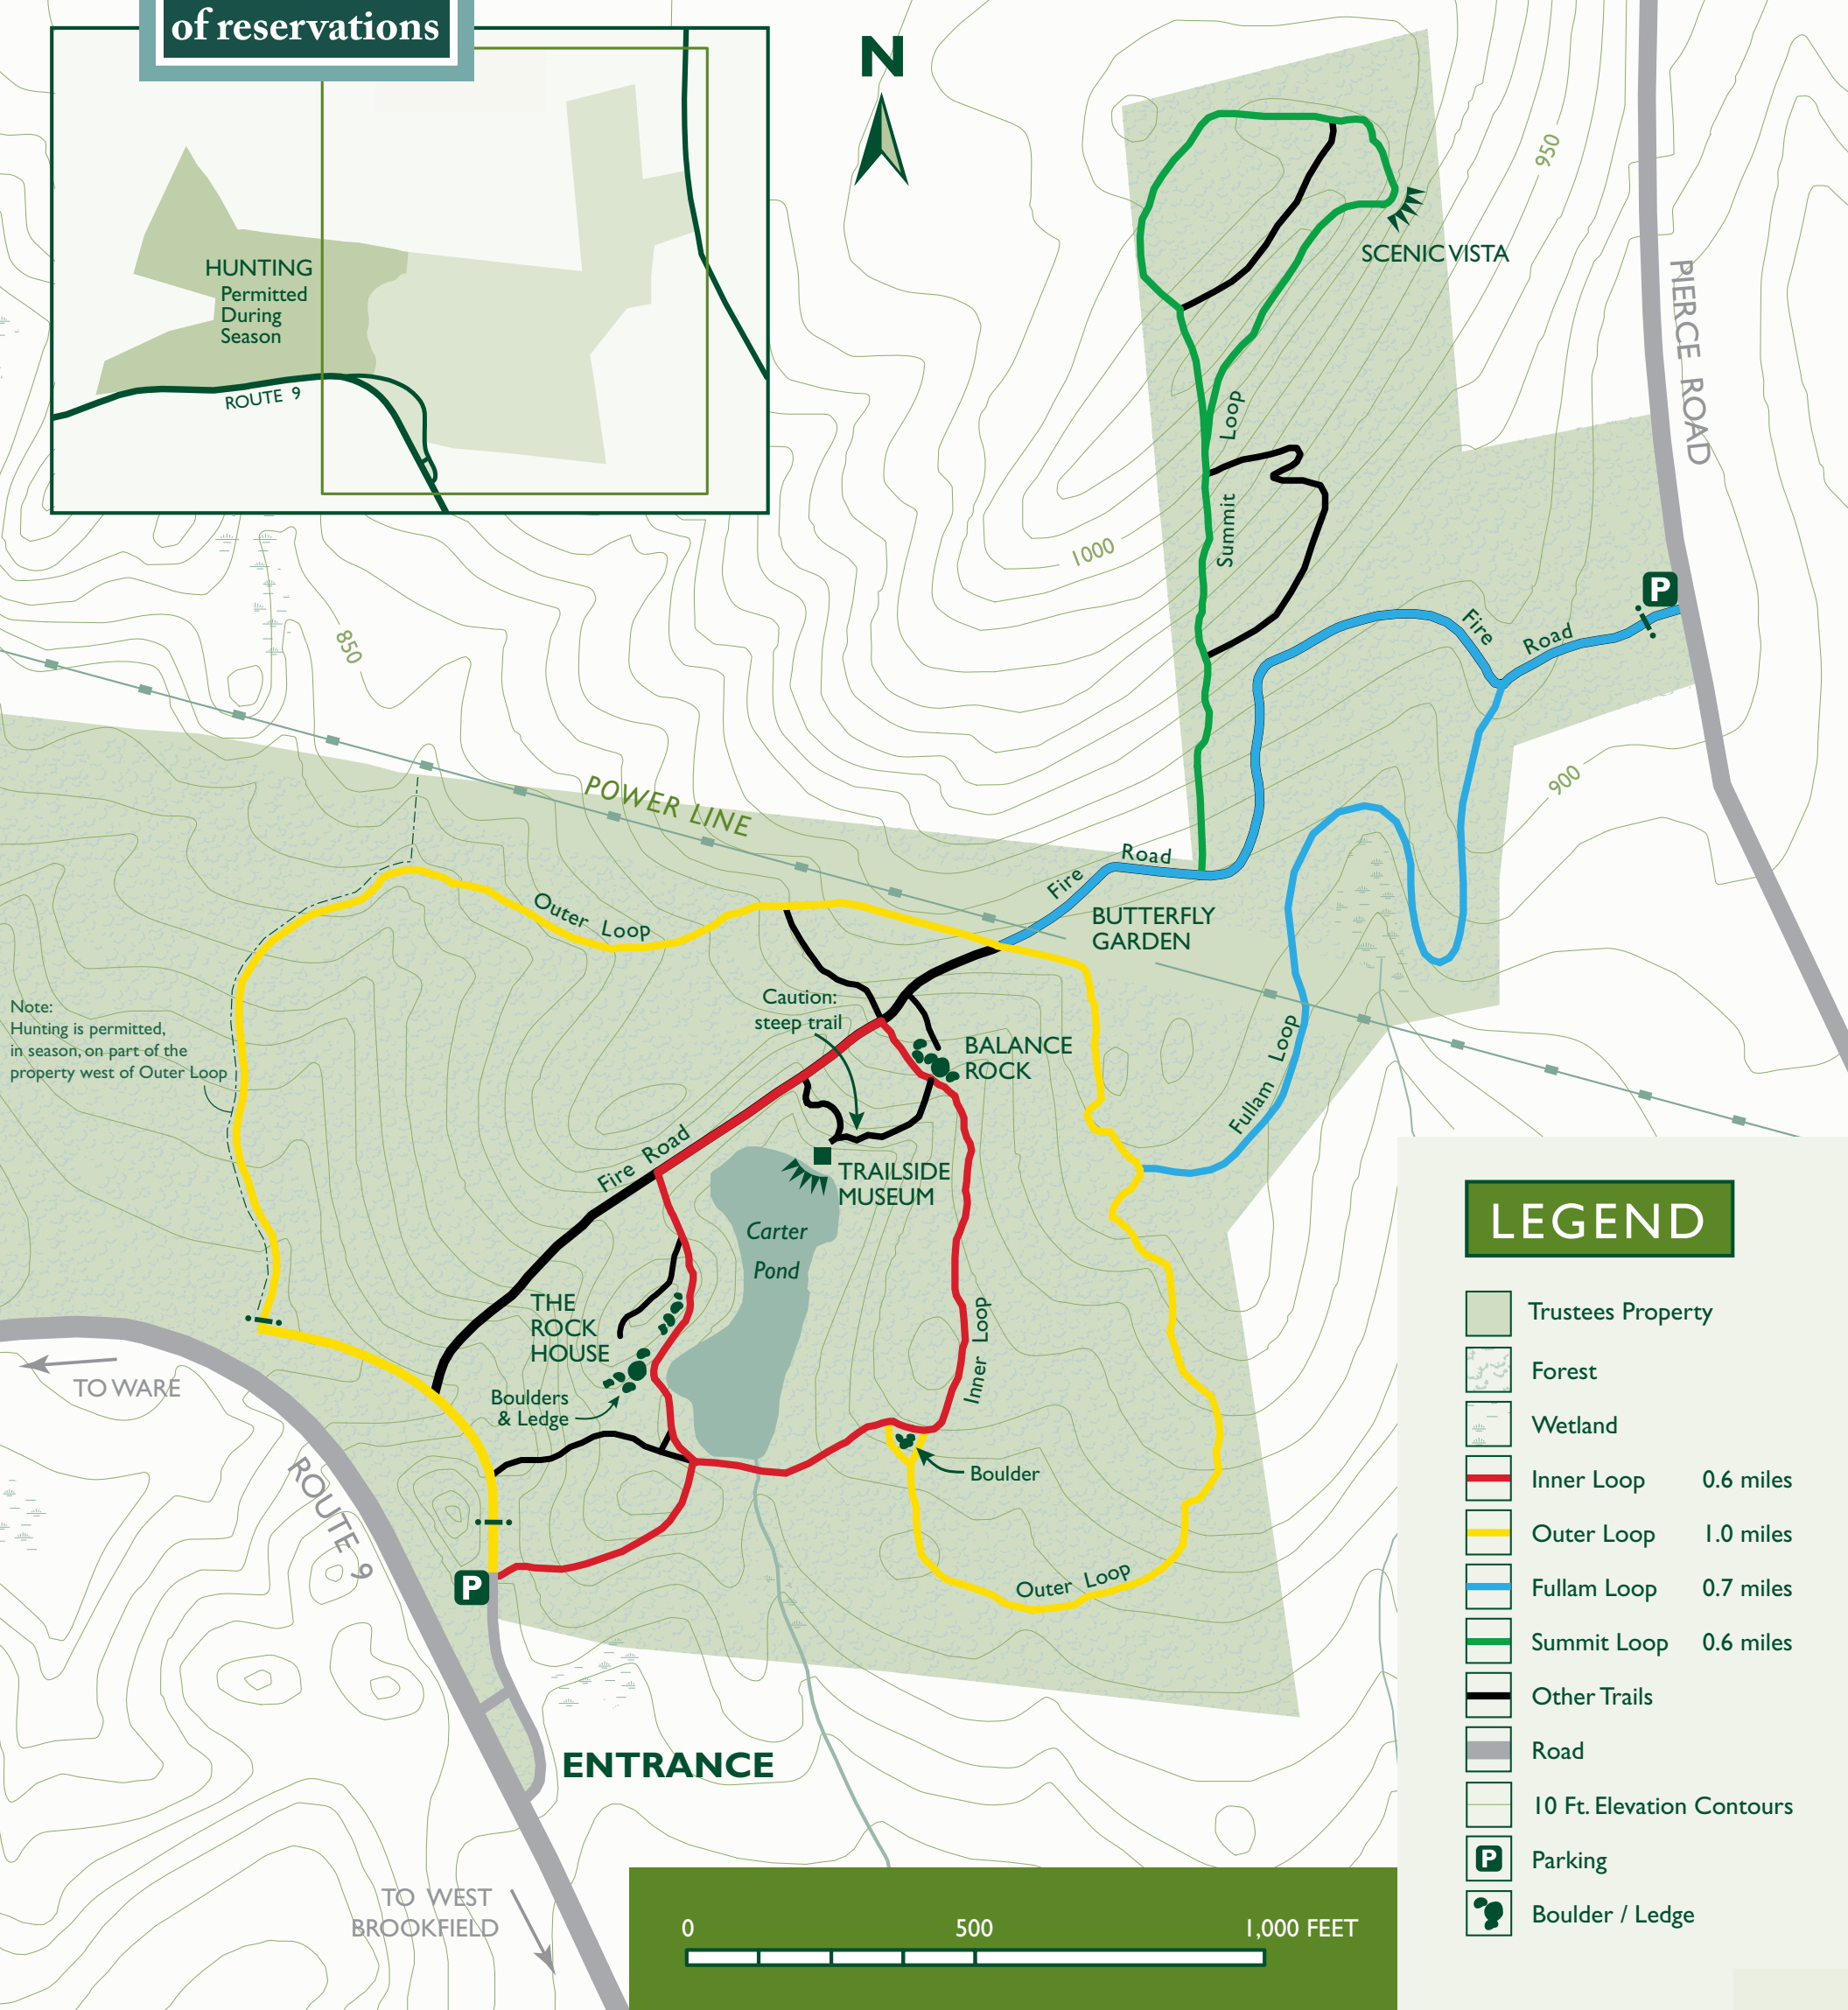 of reservations
HUNTING
Permitted
During
Season
ROUTE 9
N
950
SCENIC VISTA
PIERCE ROAD
Loop
Summit
1000
P
Fire Road
850
POWER LINE
900
Fire Road
Outer Loop
BUTTERFLY
GARDEN
Note:
Hunting is permitted,
in season, on part of the
property west of Outer Loop
Caution:
steep trail
BALANCE
ROCK
Fullam Loop
Fire Road
TRAILSIDE
MUSEUM
Carter
Pond
THE
ROCK
HOUSE
Boulders
& Ledge
Inner Loop
TO WARE
ROUTE 9
Boulder
Outer Loop
P
ENTRANCE
TO WEST
BROOKFIELD
0 500 1,000 FEET
LEGEND
Trustees Property
Forest
Wetland
Inner Loop 0.6 miles
Outer Loop 1.0 miles
Fullam Loop 0.7 miles
Summit Loop 0.6 miles
Other Trails
Road
10 Ft. Elevation Contours
P Parking
Boulder / Ledge